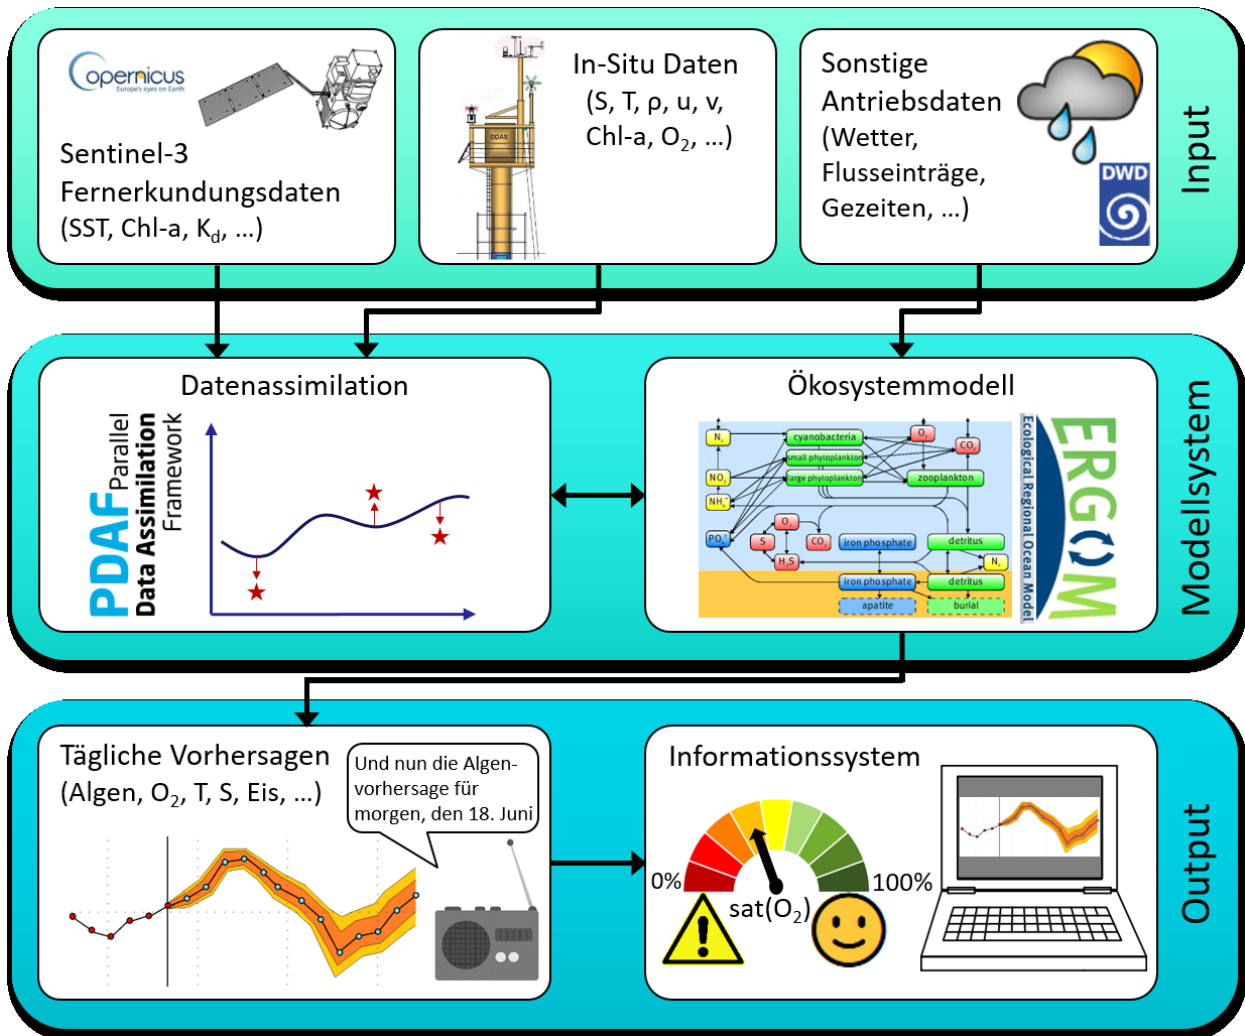 Input
opernicus
Europe's eyes on Earth
Sentinel-3
Fernerkundungsdaten
(SST, Chl-a, K_d, ...)
ODAS
In-Situ Daten
(S, T, ρ, u, v,
Chl-a, O₂, ...)
Sonstige
Antriebsdaten
(Wetter,
Flusseinträge,
Gezeiten, ...)
DWD
Modellsystem
Datenassimilation
PDAF
Parallel
Data Assimilation
Framework
Ökosystemmodell
N₂
cyanobacteria
O₂
CO₂
small phytoplankton
NO₃⁻
large phytoplankton
zooplankton
NH₄⁺
PO₄³⁻
O₂
S
CO₂
iron phosphate
detritus
H₂S
N₂
iron phosphate
detritus
apatite
burial
Ecological Regional Ocean Model
ERGOM
Output
Tägliche Vorhersagen
(Algen, O₂, T, S, Eis, ...)
Und nun die Algen-
vorhersage für
morgen, den 18. Juni
Informationssystem
0%
100%
sat(O₂)